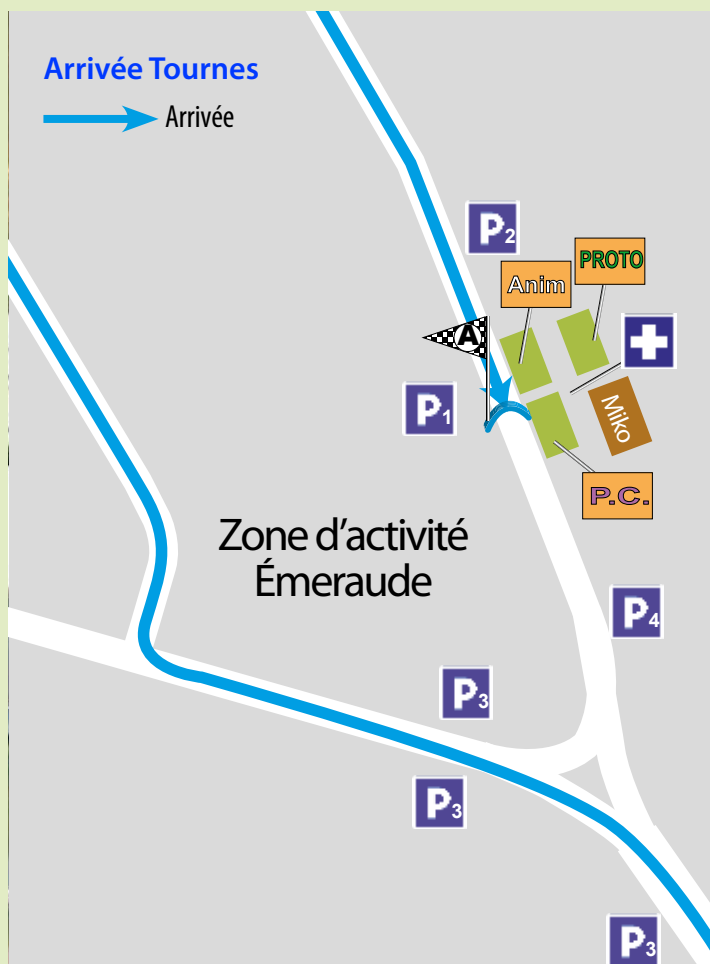 Arrivée Tournes
Arrivée
P2
PROTO
Anim
A
P1
Miko
P.C.
Zone d'activité
Émeraude
P4
P3
P3
P3